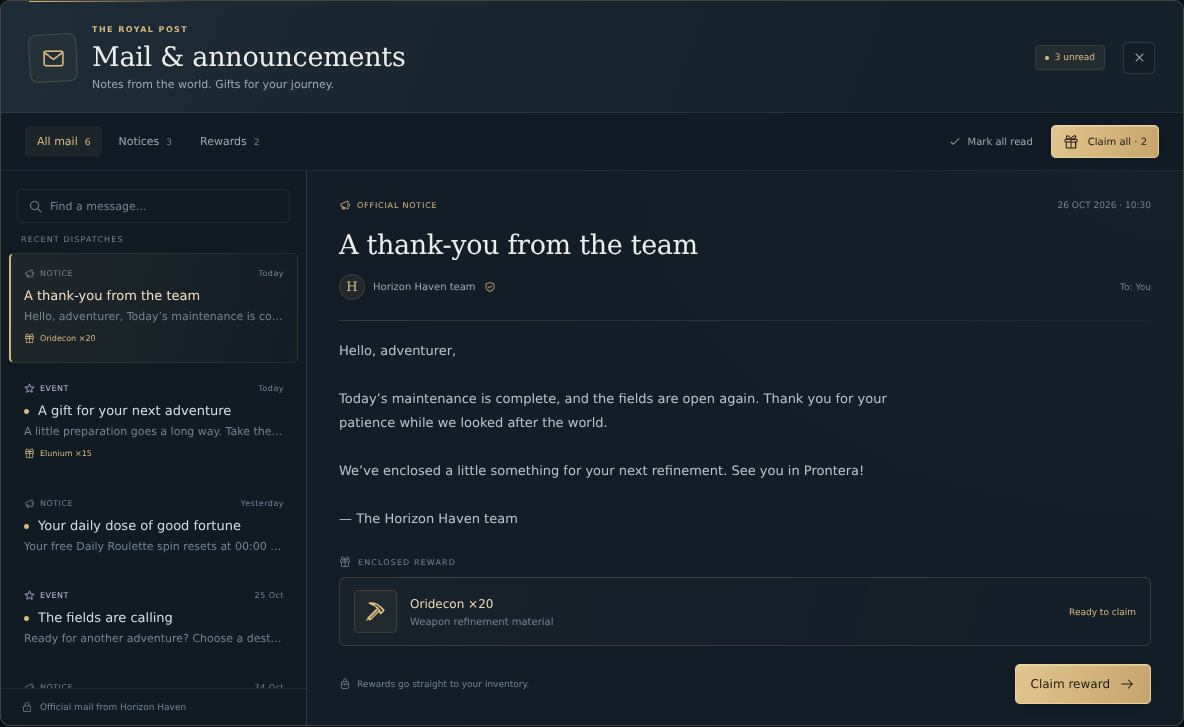 THE ROYAL POST
Mail & announcements
Notes from the world. Gifts for your journey.
3 unread
All mail 6
Notices 3
Rewards 2
Mark all read
Claim all · 2
Find a message...
RECENT DISPATCHES
NOTICE Today
A thank-you from the team
Hello, adventurer, Today’s maintenance is co...
Oridecon ×20
EVENT Today
A gift for your next adventure
A little preparation goes a long way. Take the...
Elunium ×15
NOTICE Yesterday
Your daily dose of good fortune
Your free Daily Roulette spin resets at 00:00 ...
EVENT 25 Oct
The fields are calling
Ready for another adventure? Choose a dest...
NOTICE 24 Oct
Official mail from Horizon Haven
OFFICIAL NOTICE
26 OCT 2026 · 10:30
A thank-you from the team
H Horizon Haven team
To: You
Hello, adventurer,
Today’s maintenance is complete, and the fields are open again. Thank you for your
patience while we looked after the world.
We’ve enclosed a little something for your next refinement. See you in Prontera!
— The Horizon Haven team
ENCLOSED REWARD
Oridecon ×20
Weapon refinement material
Ready to claim
Rewards go straight to your inventory.
Claim reward